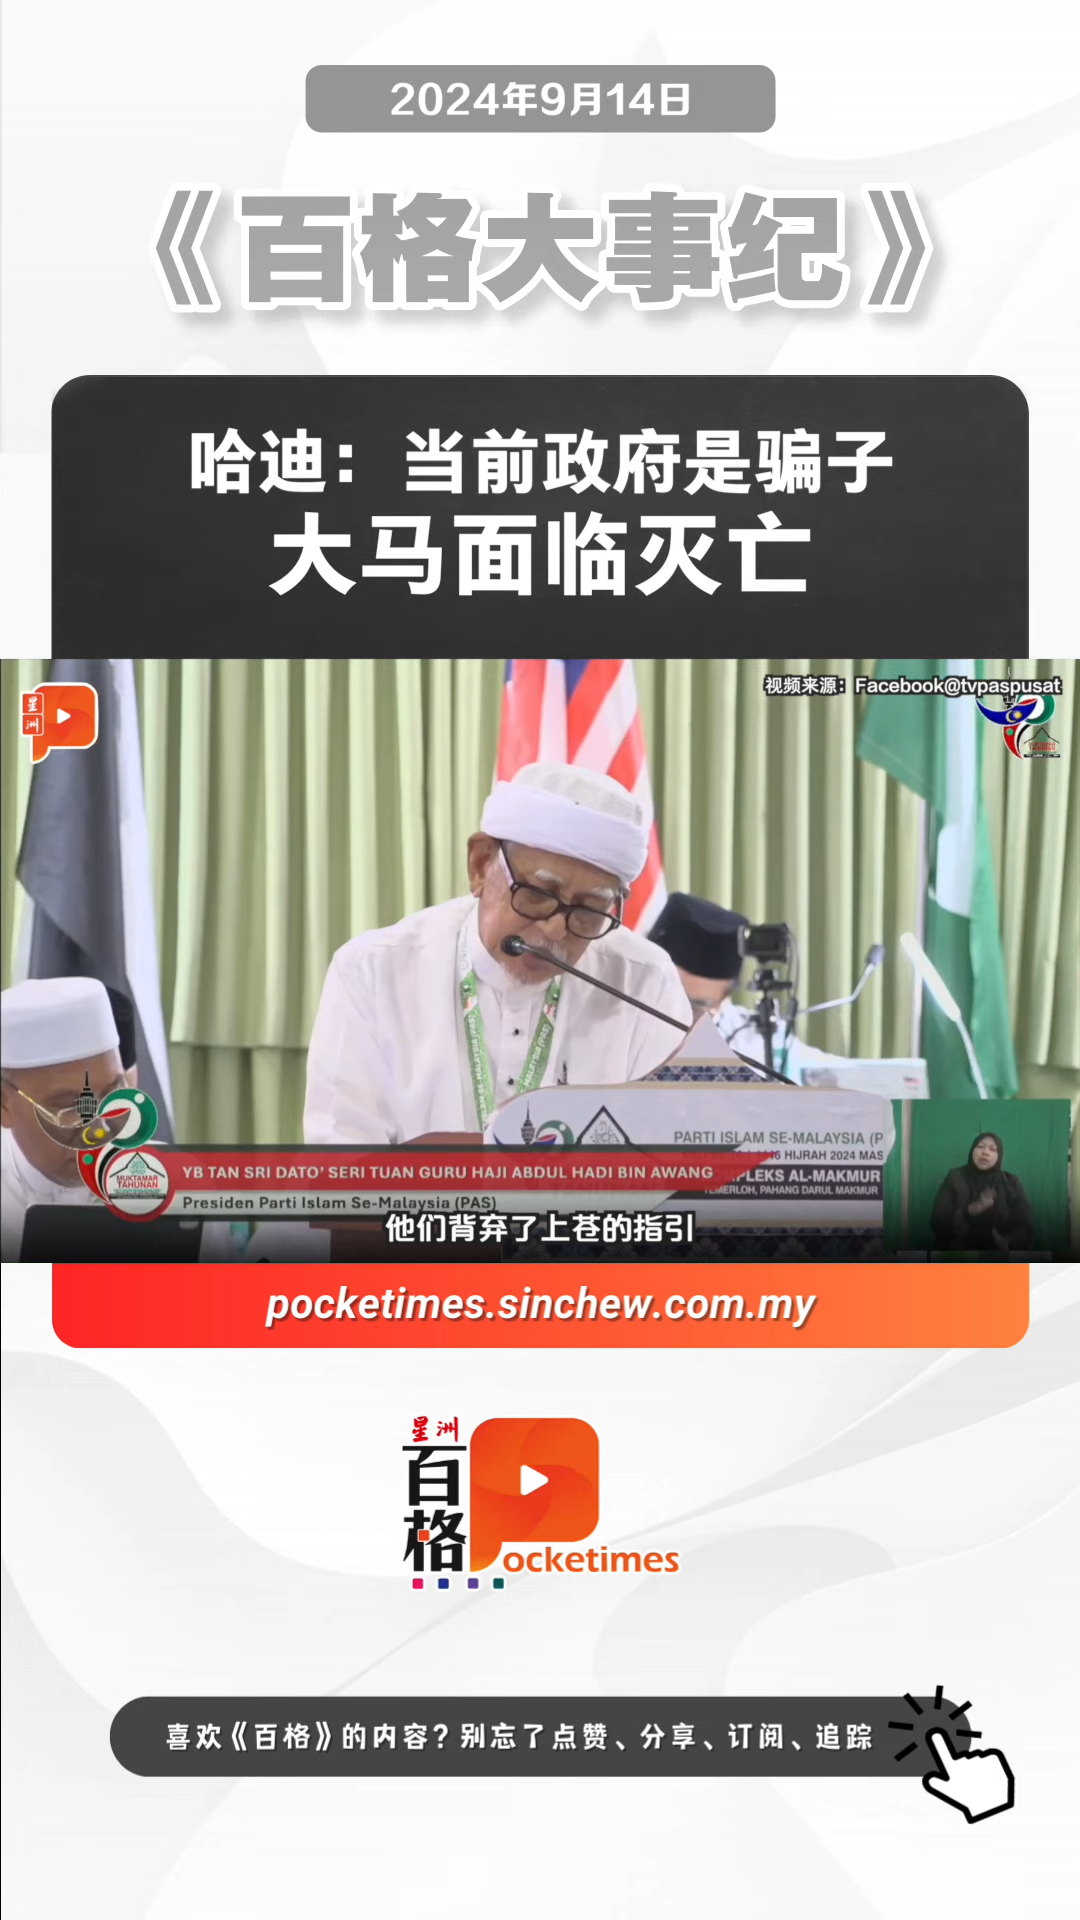 2024年9月14日
《百格大事纪》
哈迪：当前政府是骗子
大马面临灭亡
星洲
视频来源：Facebook@tvpaspusat
MALAYSIA (PAS)
PARTI ISLAM SE-MALAYSIA (P
1446 HIJRAH 2024 MAS
MPLEKS AL-MAKMUR
TEMERLOH, PAHANG DARUL MAKMUR
MUKTAMAR
TAHUNAN
YB TAN SRI DATO' SERI TUAN GURU HAJI ABDUL HADI BIN AWANG
Presiden Parti Islam Se-Malaysia (PAS)
他们背弃了上苍的指引
pocketimes.sinchew.com.my
星洲
百格
Pocketimes
喜欢《百格》的内容？别忘了点赞、分享、订阅、追踪